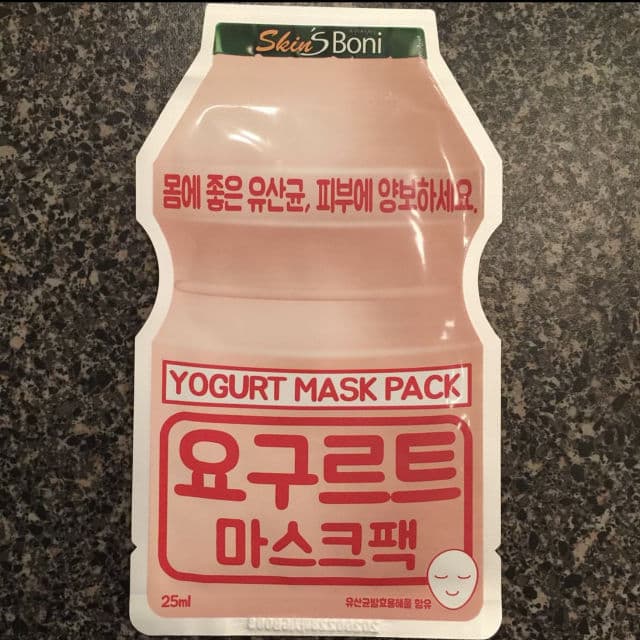 Skin'S Boni
몸에 좋은 유산균, 피부에 양보하세요.
YOGURT MASK PACK
요구르트
마스크팩
25ml
유산균발효용해물 함유